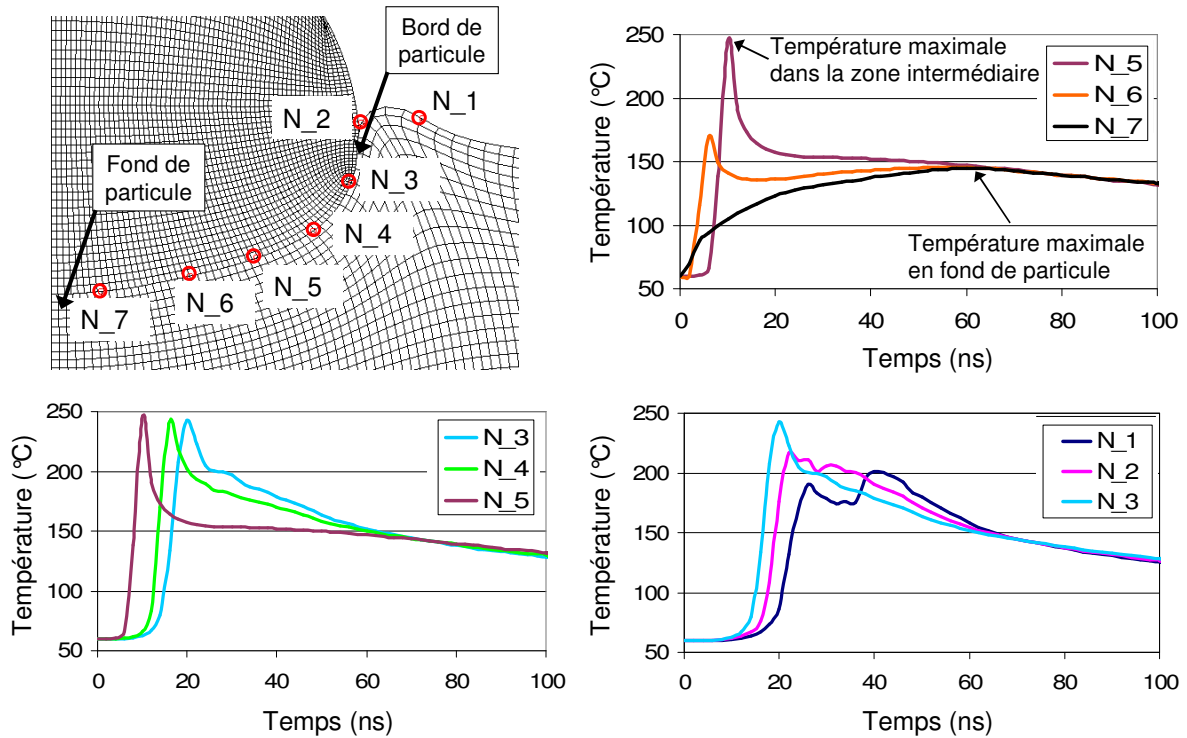 Bord de
particule
N_1
N_2
Fond de
particule
N_3
N_4
N_5
N_6
N_7
Température (°C)
250
200
150
100
50
Température maximale
dans la zone intermédiaire
N_5
N_6
N_7
Température maximale
en fond de particule
0 20 40 60 80 100
Temps (ns)
Température (°C)
250
200
150
100
50
N_3
N_4
N_5
0 20 40 60 80 100
Temps (ns)
Température (°C)
250
200
150
100
50
N_1
N_2
N_3
0 20 40 60 80 100
Temps (ns)